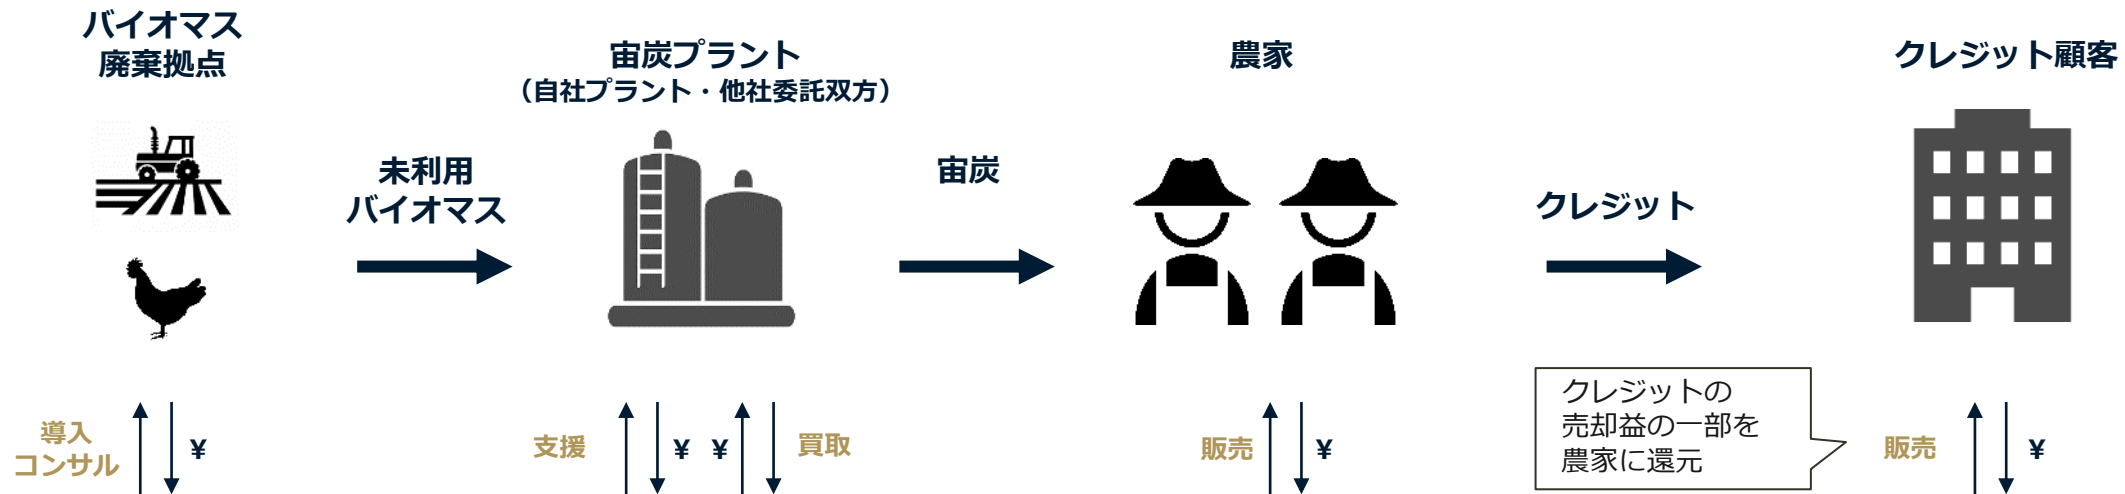 バイオマス
廃棄拠点
宙炭プラント
（自社プラント・他社委託双方）
農家
クレジット顧客
未利用
バイオマス
宙炭
クレジット
導入
コンサル
¥
支援
¥
¥
買取
販売
¥
クレジットの
売却益の一部を
農家に還元
販売
¥